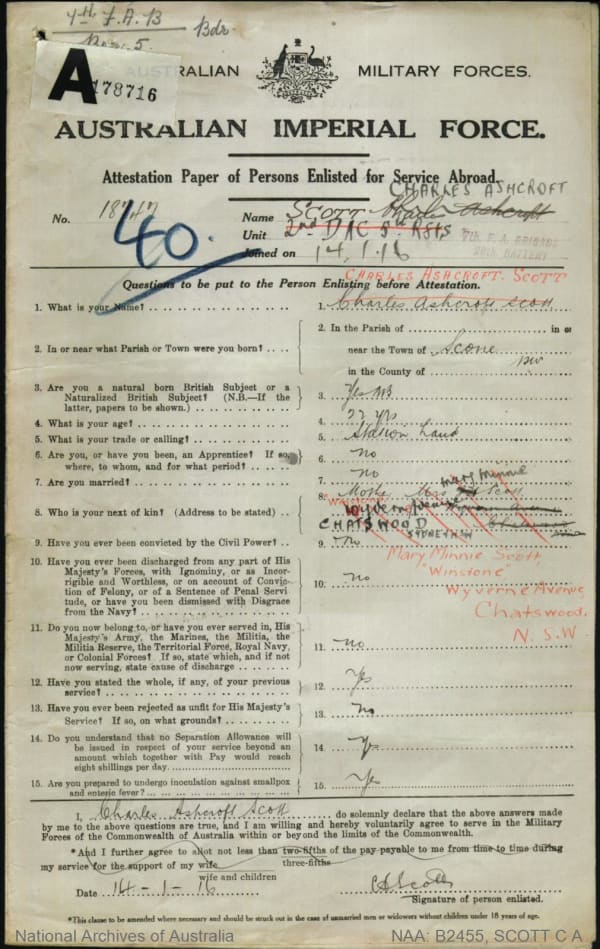 4th F.A.B
Bdr
A
178716
AUSTRALIAN MILITARY FORCES.
AUSTRALIAN IMPERIAL FORCE.
Attestation Paper of Persons Enlisted for Service Abroad.
CHARLES ASHCROFT
No. Name SCOTT Charles Ashcroft
40.
Unit 2nd DAC 5th Rfts
Joined on 14.1.16
CHARLES ASHCROFT. SCOTT
Questions to be put to the Person Enlisting before Attestation.
1. What is your Name? 1. Charles Ashcroft Scott
2. In or near what Parish or Town were you born? 2. In the Parish of in or
near the Town of Scone
in the County of
3. Are you a natural born British Subject or a
Naturalized British Subject? (N.B.—If the
latter, papers to be shown.) 3. Yes
4. What is your age? 4. yrs
5. What is your trade or calling? 5. Station hand
6. Are you, or have you been, an Apprentice? If so,
where, to whom, and for what period? 6. no
7. Are you married? 7. no
Mary Minnie
8. Who is your next of kin? (Address to be stated) 8. Mrs Scott
CHATSWOOD
9. Have you ever been convicted by the Civil Power? 9. No
Mary Minnie Scott,
"Winstone"
Wyverne Avenue,
Chatswood.
N.S.W.
10. Have you ever been discharged from any part of His
Majesty's Forces, with Ignominy, or as Incor-
rigible and Worthless, or on account of Convic-
tion of Felony, or of a Sentence of Penal Servi-
tude, or have you been dismissed with Disgrace
from the Navy? 10. no
11. Do you now belong to, or have you ever served in, His
Majesty's Army, the Marines, the Militia, the
Militia Reserve, the Territorial Force, Royal Navy,
or Colonial Forces? If so, state which, and if not
now serving, state cause of discharge 11. no
12. Have you stated the whole, if any, of your previous
service? 12. Yes
13. Have you ever been rejected as unfit for His Majesty's
Service? If so, on what grounds? 13. No
14. Do you understand that no Separation Allowance will
be issued in respect of your service beyond an
amount which together with Pay would reach
eight shillings per day. 14. Yes
15. Are you prepared to undergo inoculation against smallpox
and enteric fever? 15. Yes
I, Charles Ashcroft Scott do solemnly declare that the above answers made
by me to the above questions are true, and I am willing and hereby voluntarily agree to serve in the Military
Forces of the Commonwealth of Australia within or beyond the limits of the Commonwealth.
*And I further agree to allot not less than two-fifths of the pay payable to me from time to time during
three-fifths
my service for the support of my wife
wife and children
Date 14-1-16 CAScott
Signature of person enlisted.
*This clause to be amended where necessary and should be struck out in the case of unmarried men or widowers without children under 18 years of age.
National Archives of Australia NAA: B2455, SCOTT C A